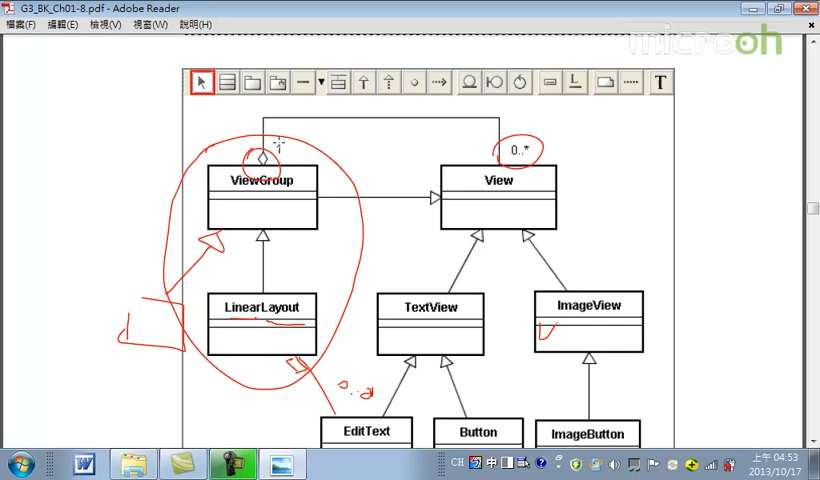 G3_BK_Ch01-8.pdf - Adobe Reader
檔案(F) 編輯(E) 檢視(V) 視窗(W) 說明(H)
microoh
T
1
0..*
ViewGroup
View
LinearLayout
TextView
ImageView
EditText
Button
ImageButton
CH 中
上午 04:53
2013/10/17